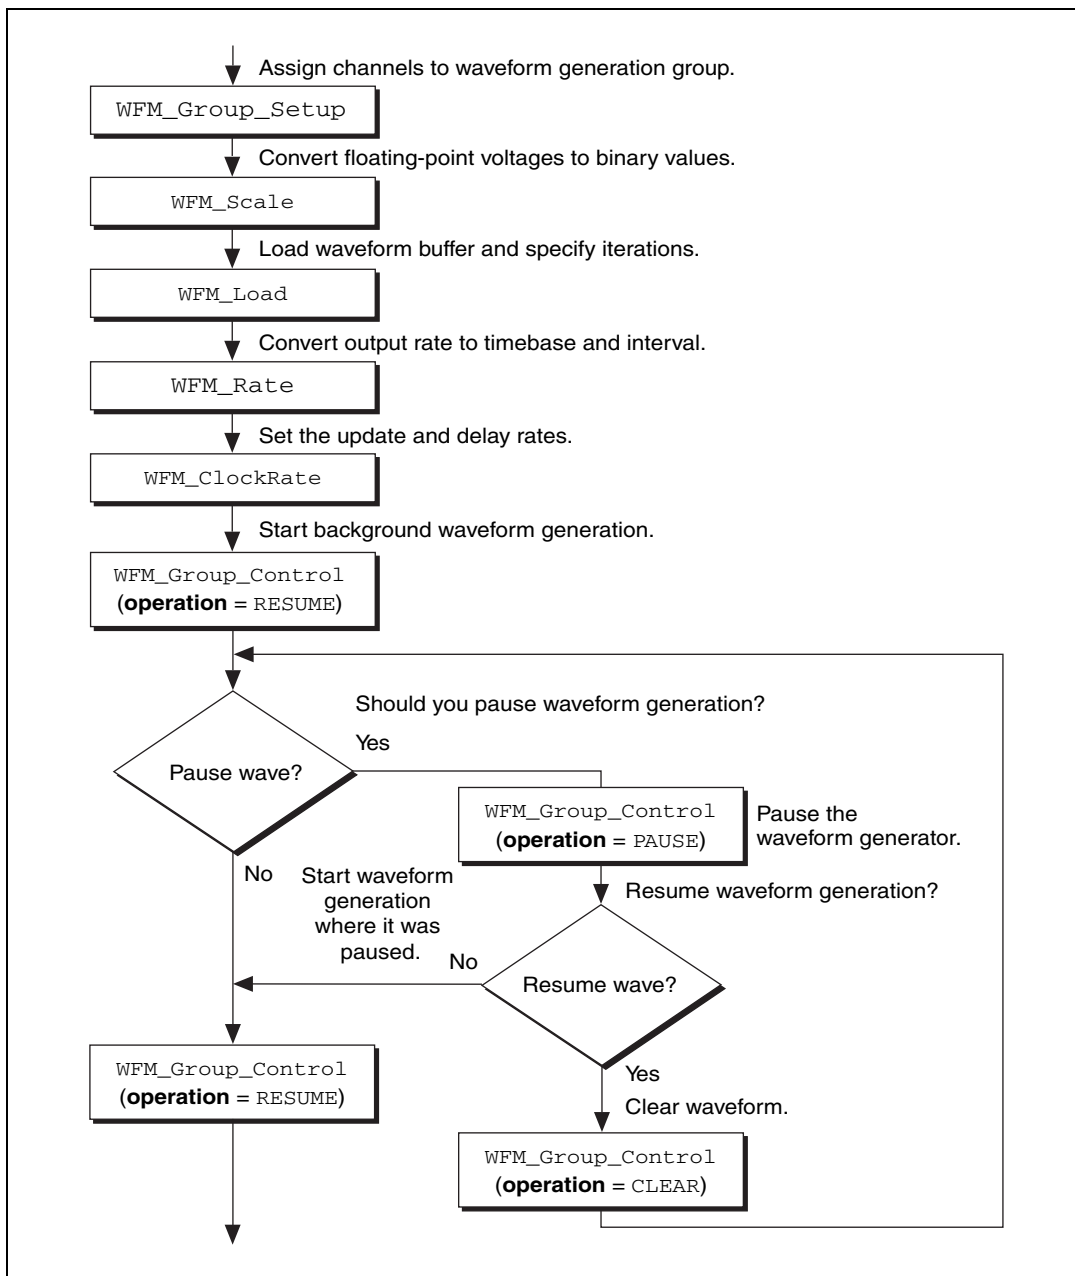 Assign channels to waveform generation group.
WFM_Group_Setup
Convert floating-point voltages to binary values.
WFM_Scale
Load waveform buffer and specify iterations.
WFM_Load
Convert output rate to timebase and interval.
WFM_Rate
Set the update and delay rates.
WFM_ClockRate
Start background waveform generation.
WFM_Group_Control
(operation = RESUME)
Should you pause waveform generation?
Yes
Pause wave?
WFM_Group_Control
(operation = PAUSE)
Pause the
waveform generator.
No
Start waveform
generation
where it was
paused.
Resume waveform generation?
No
Resume wave?
WFM_Group_Control
(operation = RESUME)
Yes
Clear waveform.
WFM_Group_Control
(operation = CLEAR)